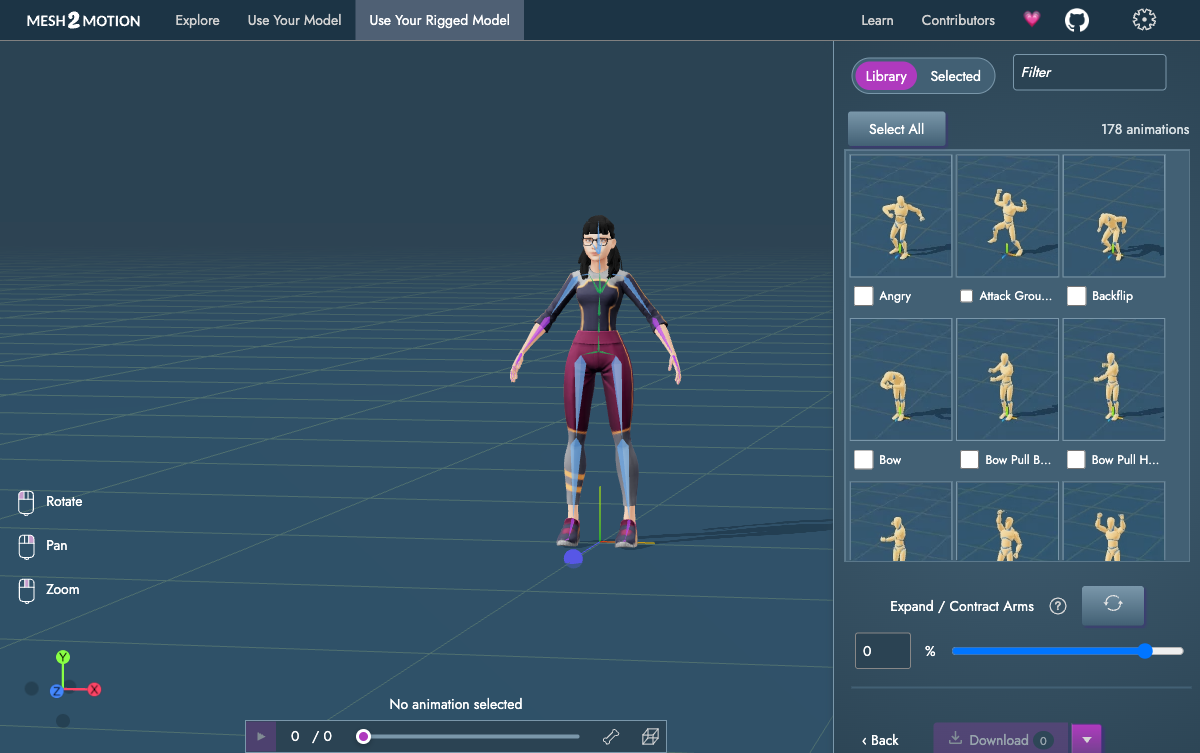 MESH2MOTION Explore Use Your Model Use Your Rigged Model Learn Contributors
Library Selected Filter
Select All 178 animations
Angry Attack Grou... Backflip
Bow Bow Pull B... Bow Pull H...
Rotate
Pan
Zoom
Expand / Contract Arms ?
0 %
Y
Z X
No animation selected
0 / 0
‹ Back Download 0